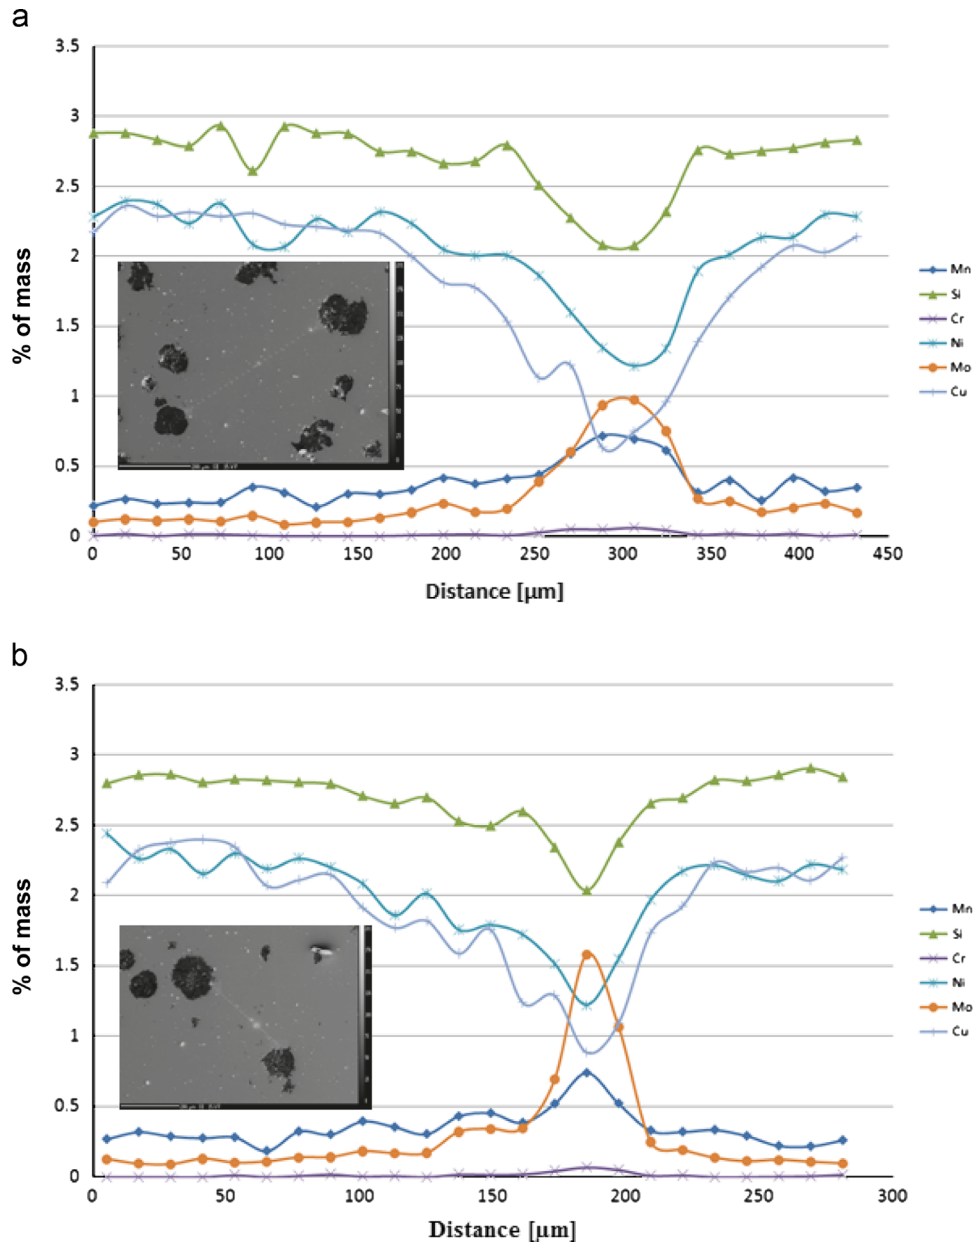 a
3.5
3
2.5
2
1.5
1
0.5
0
% of mass
0 50 100 150 200 250 300 350 400 450
Distance [µm]
Mn
Si
Cr
Ni
Mo
Cu
b
3.5
3
2.5
2
1.5
1
0.5
0
% of mass
0 50 100 150 200 250 300
Distance [µm]
Mn
Si
Cr
Ni
Mo
Cu